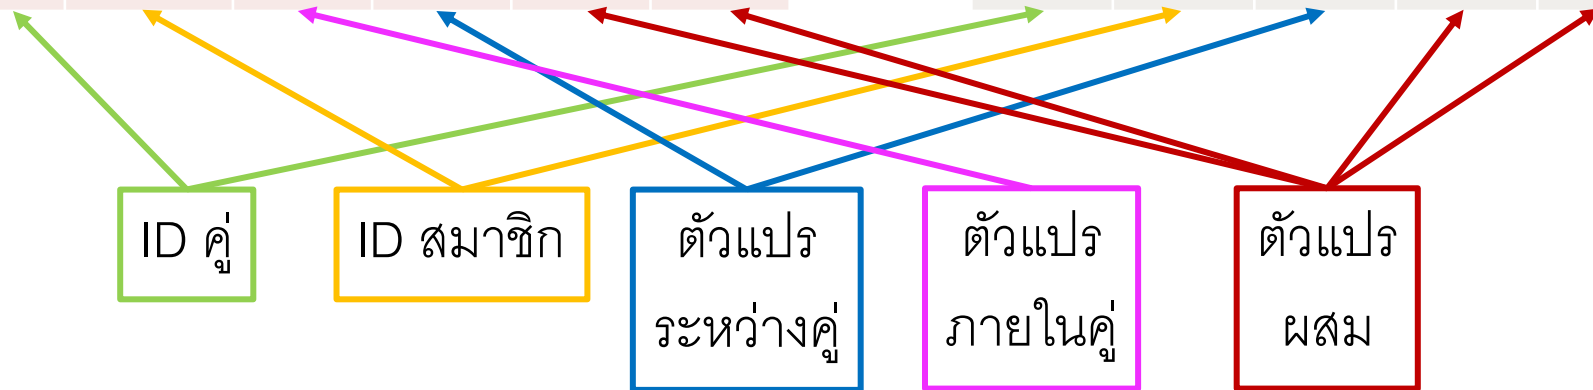 ID คู่
ID สมาชิก
ตัวแปร
ระหว่างคู่
ตัวแปร
ภายในคู่
ตัวแปร
ผสม